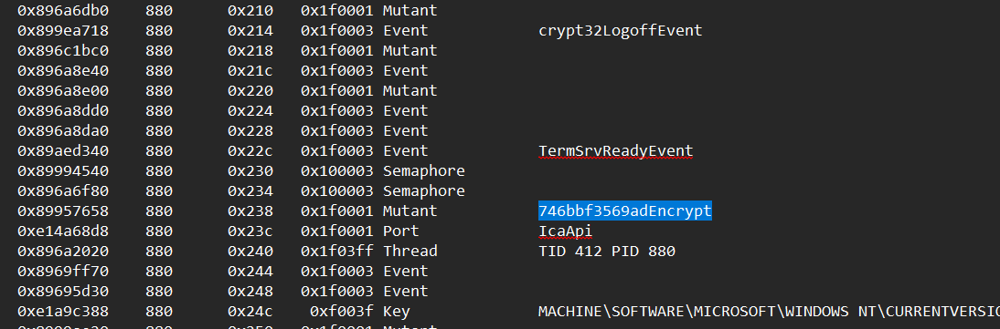 0x896a6db0 880 0x210 0x1f0001 Mutant
0x899ea718 880 0x214 0x1f0003 Event crypt32LogoffEvent
0x896c1bc0 880 0x218 0x1f0001 Mutant
0x896a8e40 880 0x21c 0x1f0003 Event
0x896a8e00 880 0x220 0x1f0001 Mutant
0x896a8dd0 880 0x224 0x1f0003 Event
0x896a8da0 880 0x228 0x1f0003 Event
0x89aed340 880 0x22c 0x1f0003 Event TermSrvReadyEvent
0x89994540 880 0x230 0x100003 Semaphore
0x896a6f80 880 0x234 0x100003 Semaphore
0x89957658 880 0x238 0x1f0001 Mutant 746bbf3569adEncrypt
0xe14a68d8 880 0x23c 0x1f0001 Port IcaApi
0x896a2020 880 0x240 0x1f03ff Thread TID 412 PID 880
0x8969ff70 880 0x244 0x1f0003 Event
0x89695d30 880 0x248 0x1f0003 Event
0xe1a9c388 880 0x24c 0xf003f Key MACHINE\SOFTWARE\MICROSOFT\WINDOWS NT\CURRENTVERSIO